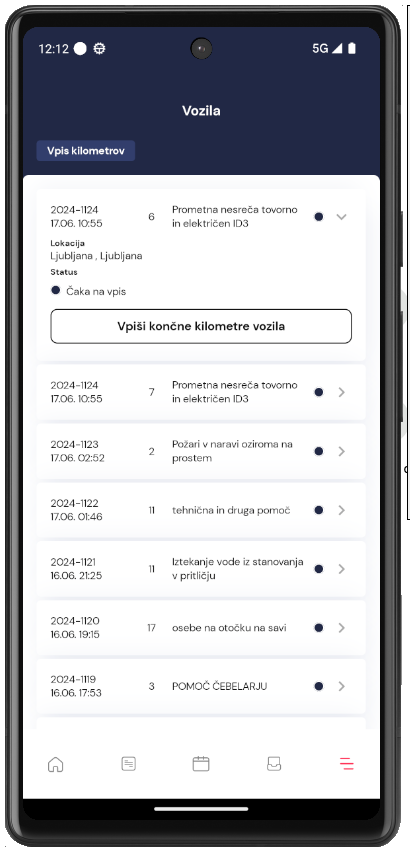 12:12
5G
Vozila
Vpis kilometrov
2024-1124
17.06. 10:55
6
Prometna nesreča tovorno
in električen ID3
Lokacija
Ljubljana , Ljubljana
Status
Čaka na vpis
Vpiši končne kilometre vozila
2024-1124
17.06. 10:55
7
Prometna nesreča tovorno
in električen ID3
2024-1123
17.06. 02:52
2
Požari v naravi oziroma na
prostem
2024-1122
17.06. 01:46
11
tehnična in druga pomoč
2024-1121
16.06. 21:25
11
Iztekanje vode iz stanovanja
v pritličju
2024-1120
16.06. 19:15
17
osebe na otočku na savi
2024-1119
16.06. 17:53
3
POMOČ ČEBELARJU